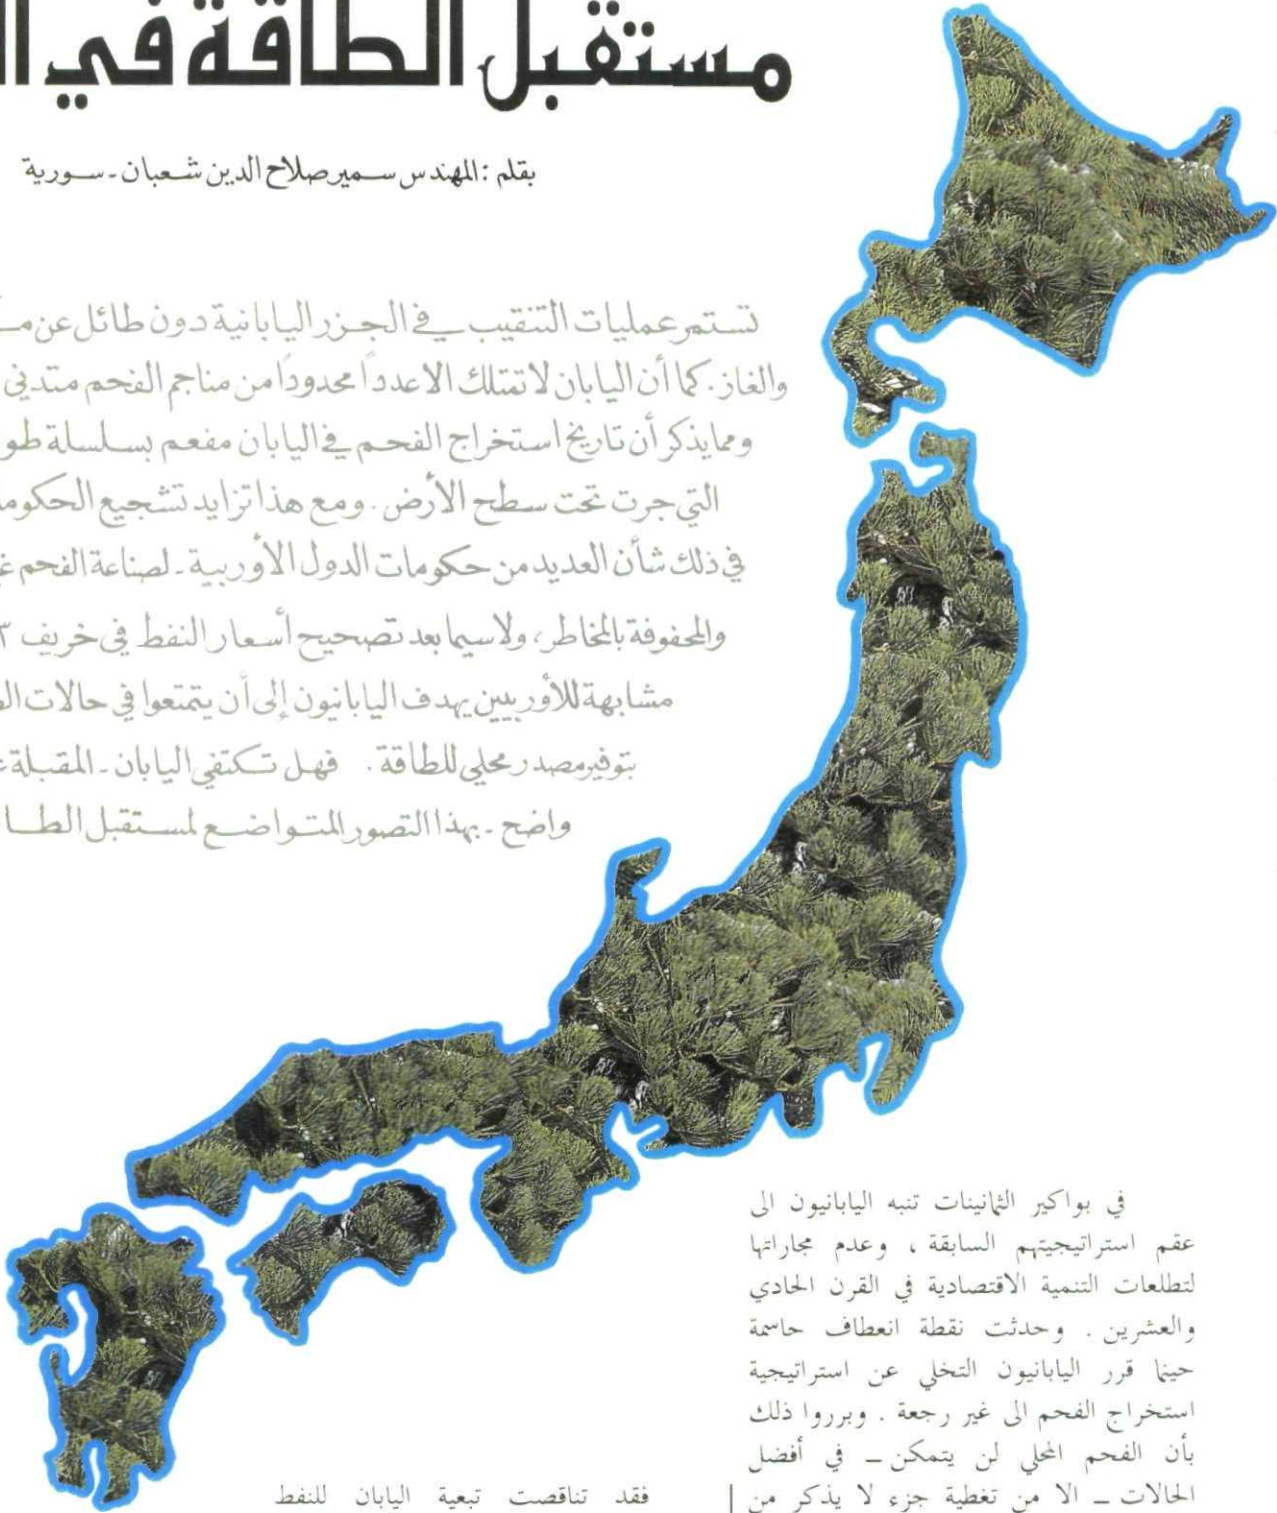 مستقبل الطاقة في
بقلم : المهندس سمير صلاح الدين شعبان - سورية
تستمر عمليات التنقيب في الجزر اليابانية دون طائل عن
والغاز . كما أن اليابان لا تمتلك الا عدداً محدوداً من مناجم الفحم متدني
ومما يذكر أن تاريخ استخراج الفحم في اليابان مفعم بسلسلة
التي جرت تحت سطح الأرض . ومع هذا تزايد تشجيع
في ذلك شأن العديد من حكومات الدول الأوربية - لصناعة الفحم
والمحفوفة بالمخاطر ، ولاسيما بعد تصحيح أسعار النفط في خريف
مشابهة للأوربيين يهدف اليابانيون إلى أن يتمتعوا في حالات
بتوفير مصدر محلي للطاقة . فهل تكتفي اليابان - المقبلة
واضح - بهذا التصور المتواضع لمستقبل
في بواكير الثمانينات تنبه اليابانيون الى
عقم استراتيجيتهم السابقة ، وعدم مجاراتها
لتطلعات التنمية الاقتصادية في القرن الحادي
والعشرين . وحدثت نقطة انعطاف حاسمة
حينما قرر اليابانيون التخلي عن استراتيجية
استخراج الفحم الى غير رجعة . وبرروا ذلك
بأن الفحم المحلي لن يتمكن ــ في أفضل
الحالات ــ الا من تغطية جزء لا يذكر من
فقد تناقصت تبعية اليابان للنفط